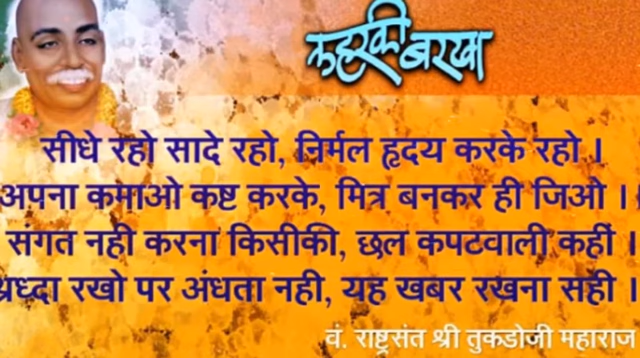 लहरकी बरखा
सीधे रहो सादे रहो, निर्मल हृदय करके रहो ।
अपना कमाओ कष्ट करके, मित्र बनकर ही जिओ ।
संगत नही करना किसीकी, छल कपटवाली कहीं ।
श्रध्दा रखो पर अंधता नही, यह खबर रखना सही ।
वं. राष्ट्रसंत श्री तुकडोजी महाराज